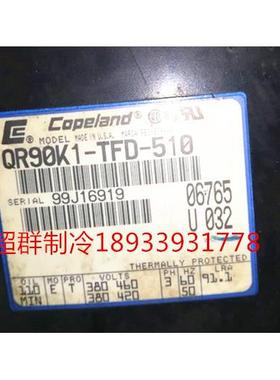 Copeland
MODEL MADE IN U.S.A.
QR90K1-TFD-510
SERIAL 99J16919 06765
U 032
超群制冷18933931778
THERMALLY PROTECTED
OIL MOT PRO VOLTS PH HZ LRA
110 E T 380 460 3 60 91.1
MIN 380 420 50